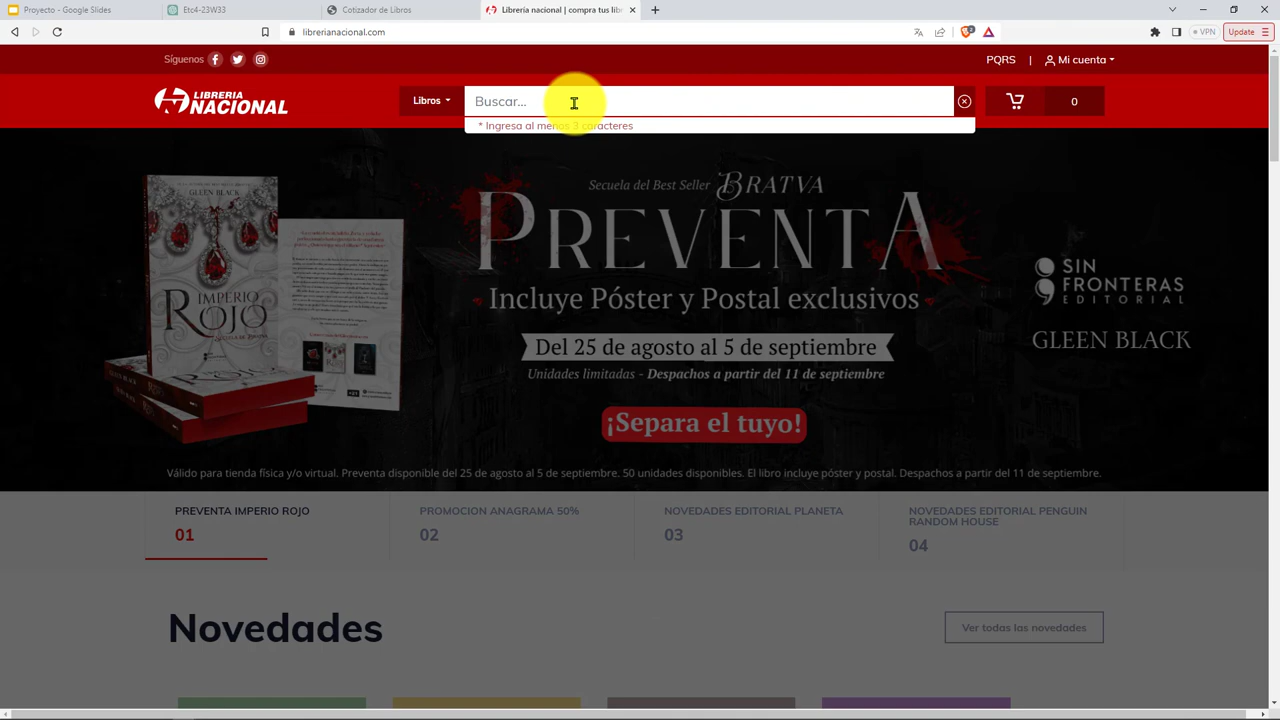 Proyecto - Google Slides
Etc4-23W33
Cotizador de Libros
Librería nacional | compra tus libr
librerianacional.com
VPN
Update
Síguenos
PQRS
|
Mi cuenta
LIBRERIA
NACIONAL
Libros
Buscar...
0
* Ingresa al menos 3 caracteres
GLEEN BLACK
IMPERIO
ROJO
Secuela del Best Seller BRATVA
PREVENTA
Incluye Póster y Postal exclusivos
Del 25 de agosto al 5 de septiembre
Unidades limitadas - Despachos a partir del 11 de septiembre
¡Separa el tuyo!
SIN
FRONTERAS
EDITORIAL
GLEEN BLACK
Válido para tienda física y/o virtual. Preventa disponible del 25 de agosto al 5 de septiembre. 50 unidades disponibles. El libro incluye póster y postal. Despachos a partir del 11 de septiembre.
PREVENTA IMPERIO ROJO
01
PROMOCION ANAGRAMA 50%
02
NOVEDADES EDITORIAL PLANETA
03
NOVEDADES EDITORIAL PENGUIN
RANDOM HOUSE
04
Novedades
Ver todas las novedades